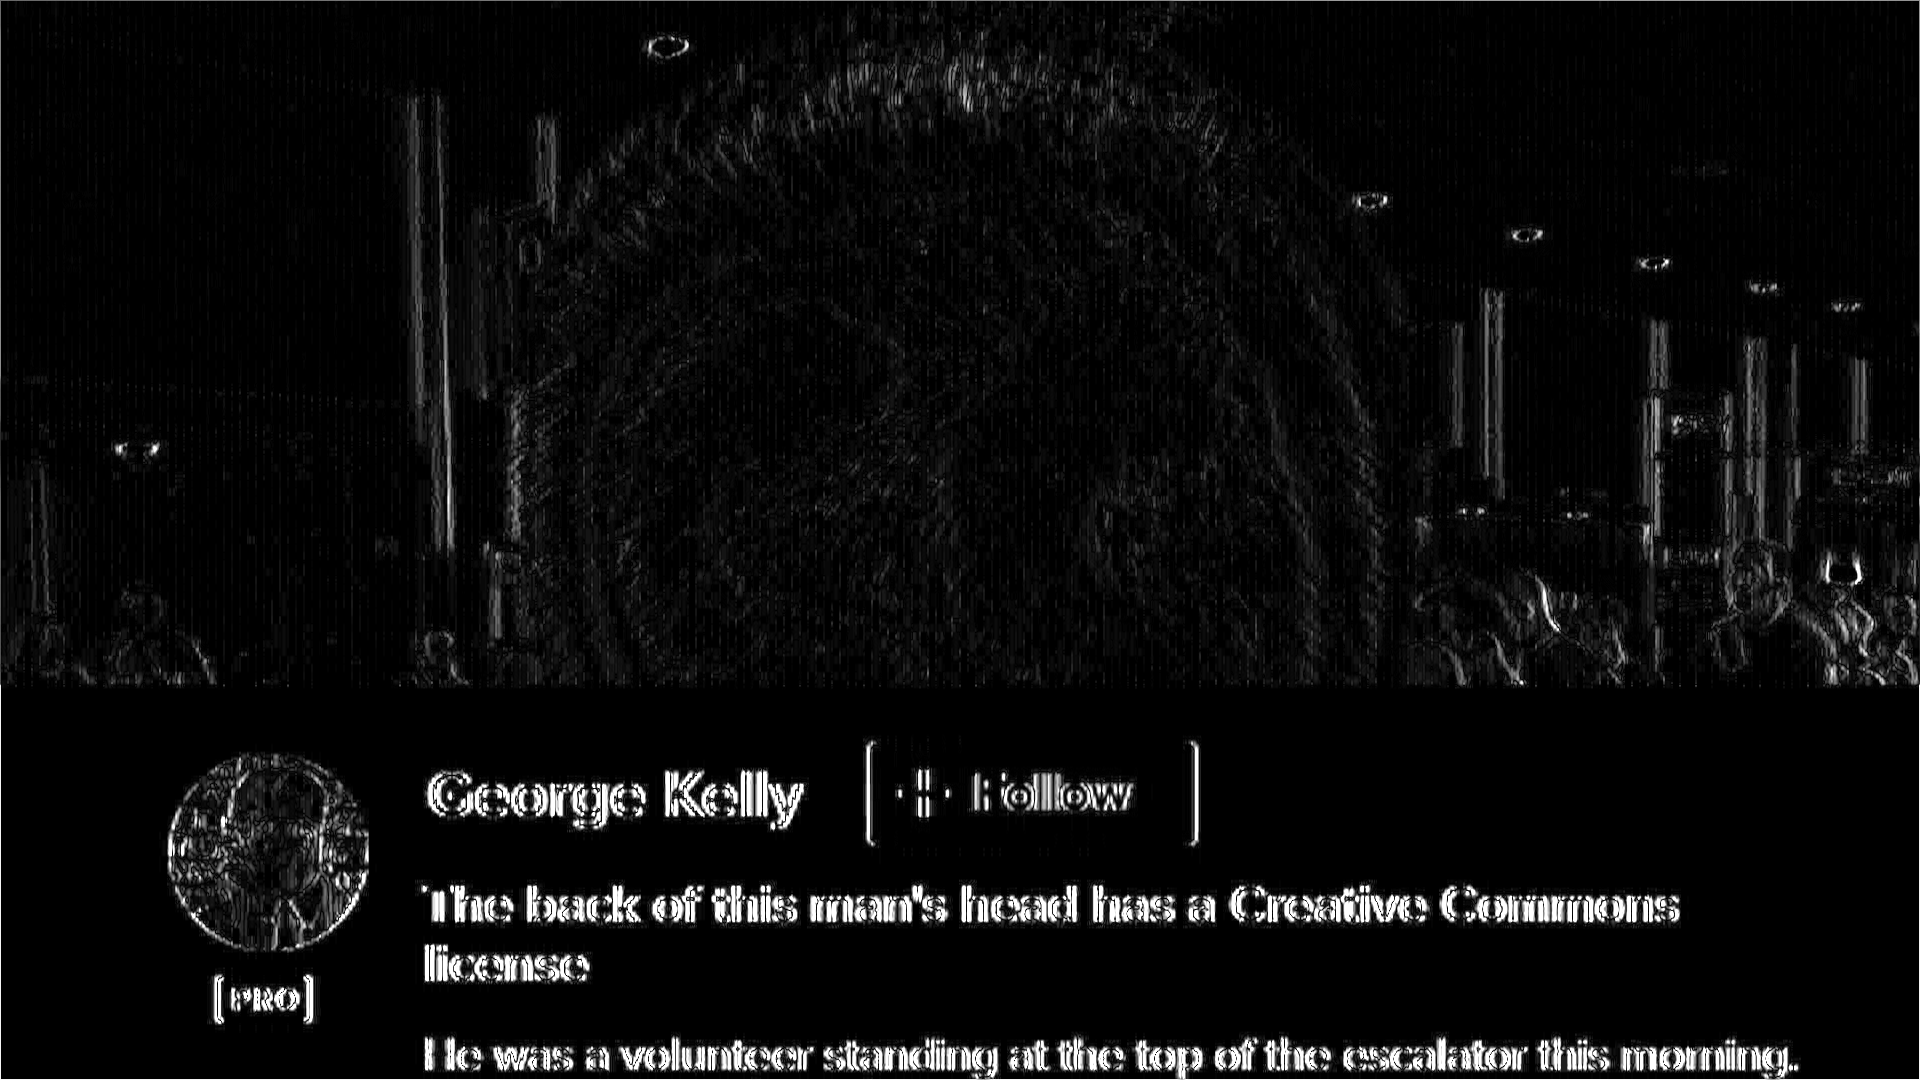 George Kelly + Follow
The back of this man's head has a Creative Commons
license
PRO
He was a volunteer standing at the top of the escalator this morning.